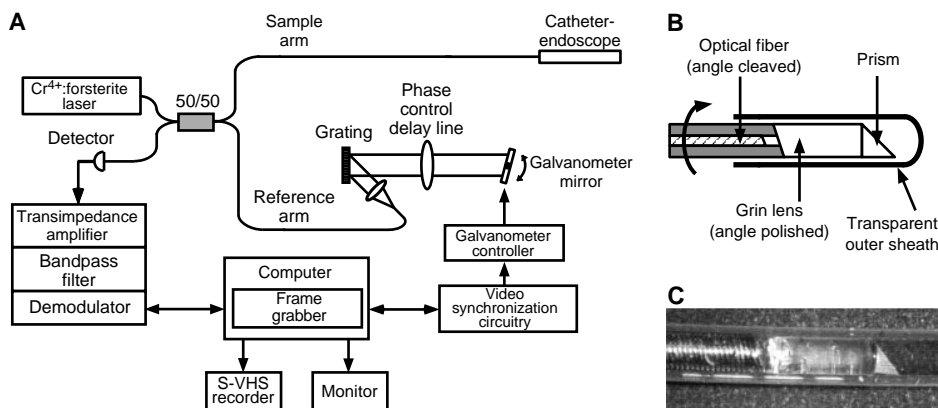 A
Sample
arm
Catheter-
endoscope
Cr4+:forsterite
laser
50/50
Detector
Phase
control
delay line
Grating
Galvanometer
mirror
Reference
arm
Transimpedance
amplifier
Bandpass
filter
Demodulator
Computer
Frame
grabber
Galvanometer
controller
Video
synchronization
circuitry
S-VHS
recorder
Monitor
B
Optical fiber
(angle cleaved)
Prism
Grin lens
(angle polished)
Transparent
outer sheath
C